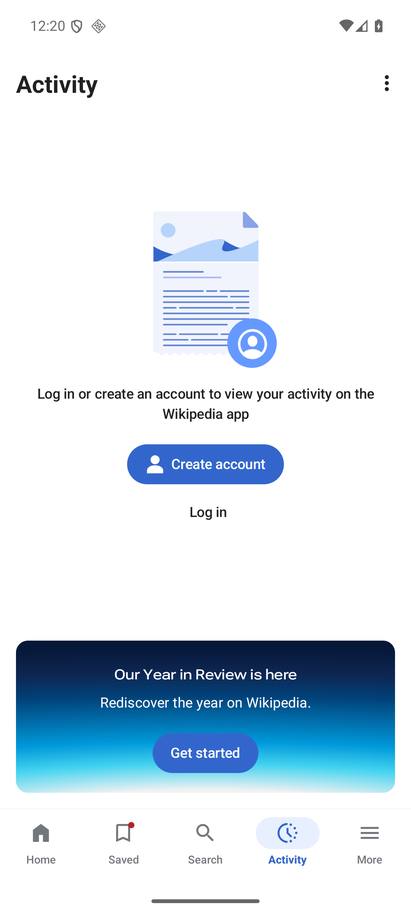 12:20
Activity
Log in or create an account to view your activity on the
Wikipedia app
Create account
Log in
Our Year in Review is here
Rediscover the year on Wikipedia.
Get started
Home
Saved
Search
Activity
More